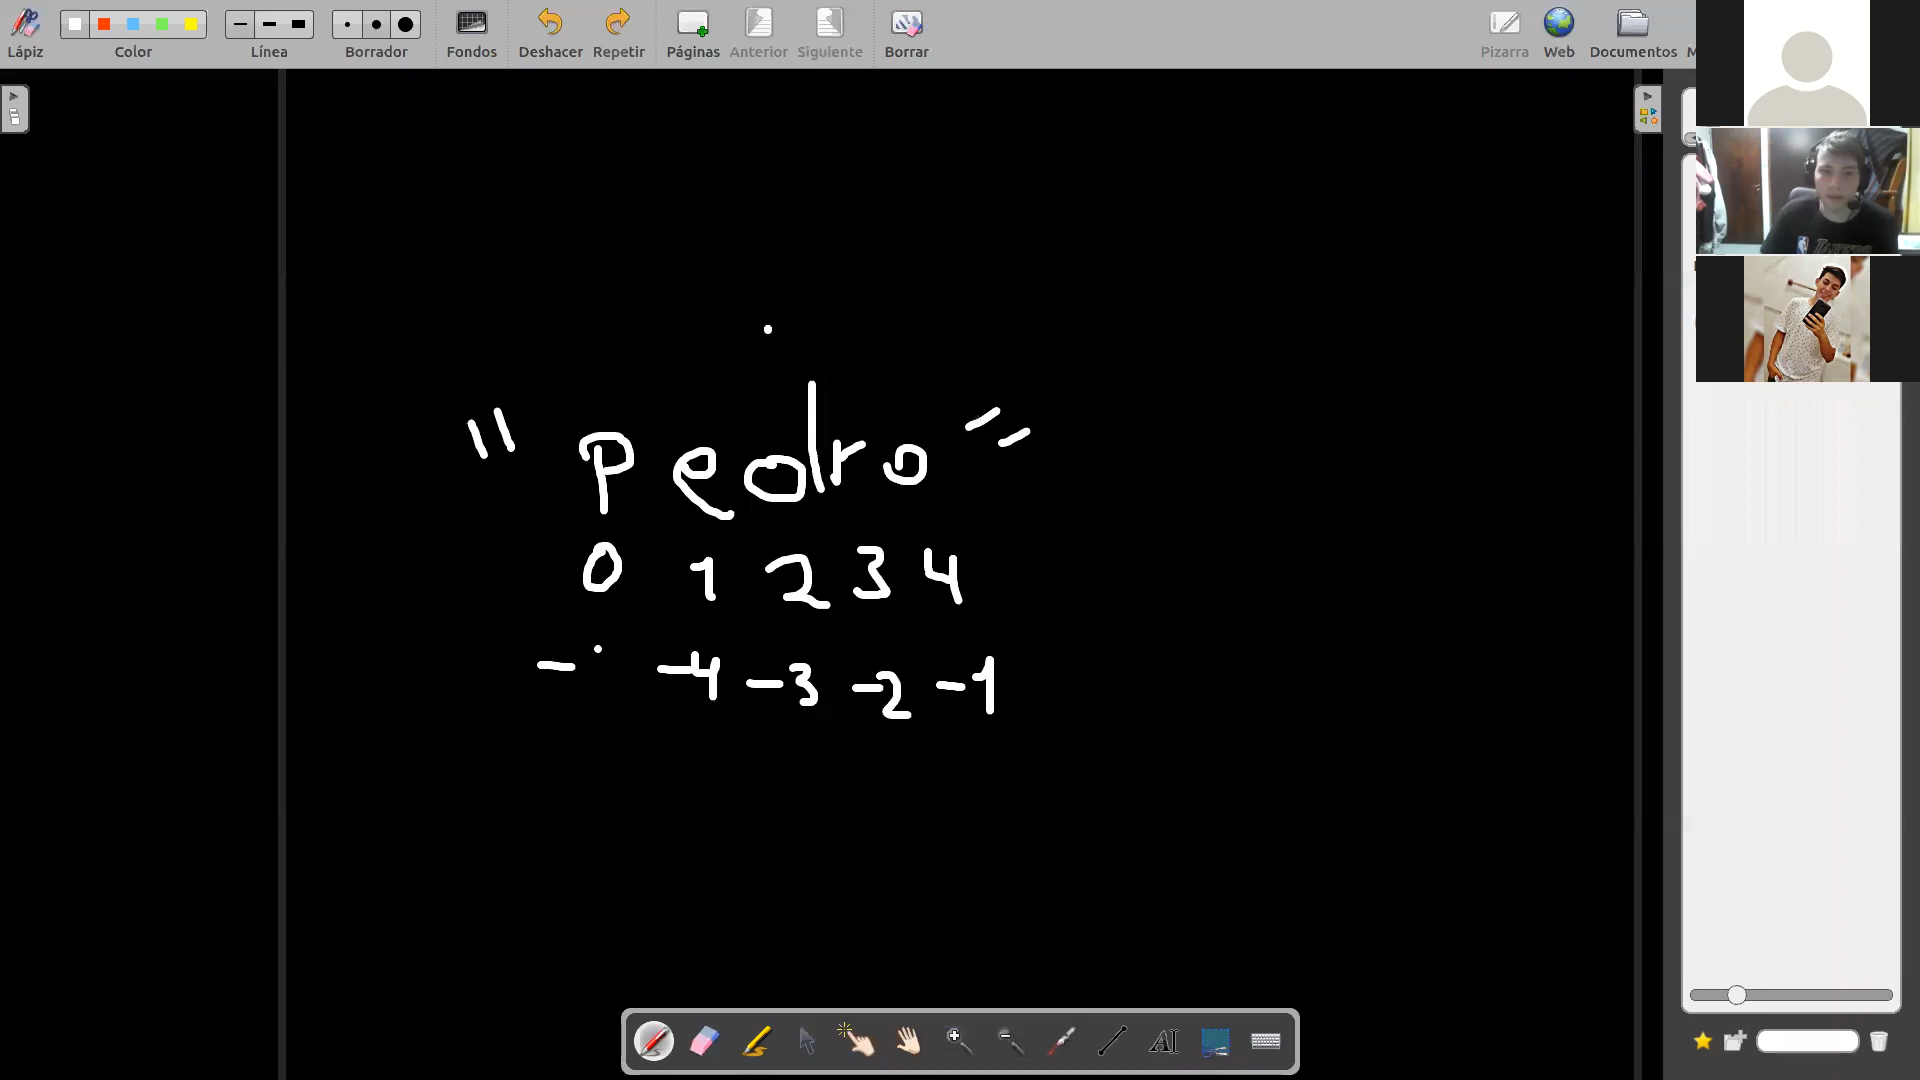 Lápiz Color Línea Borrador Fondos Deshacer Repetir Páginas Anterior Siguiente Borrar Pizarra Web Documentos M
"pedro"
0 1 2 3 4
- -4 -3 -2 -1
AI